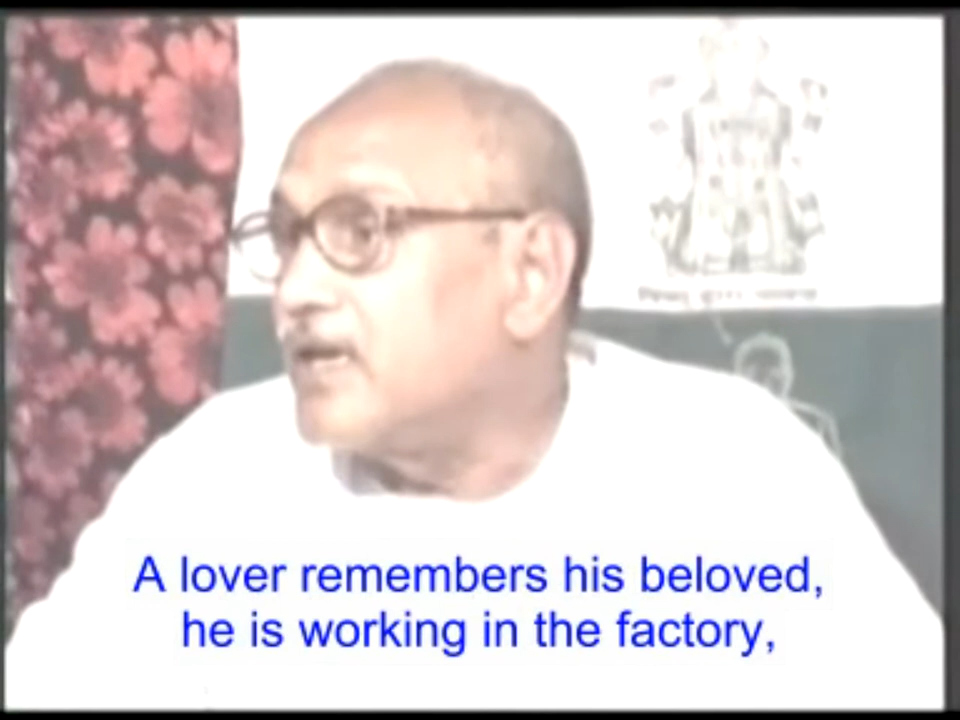 A lover remembers his beloved,
he is working in the factory,